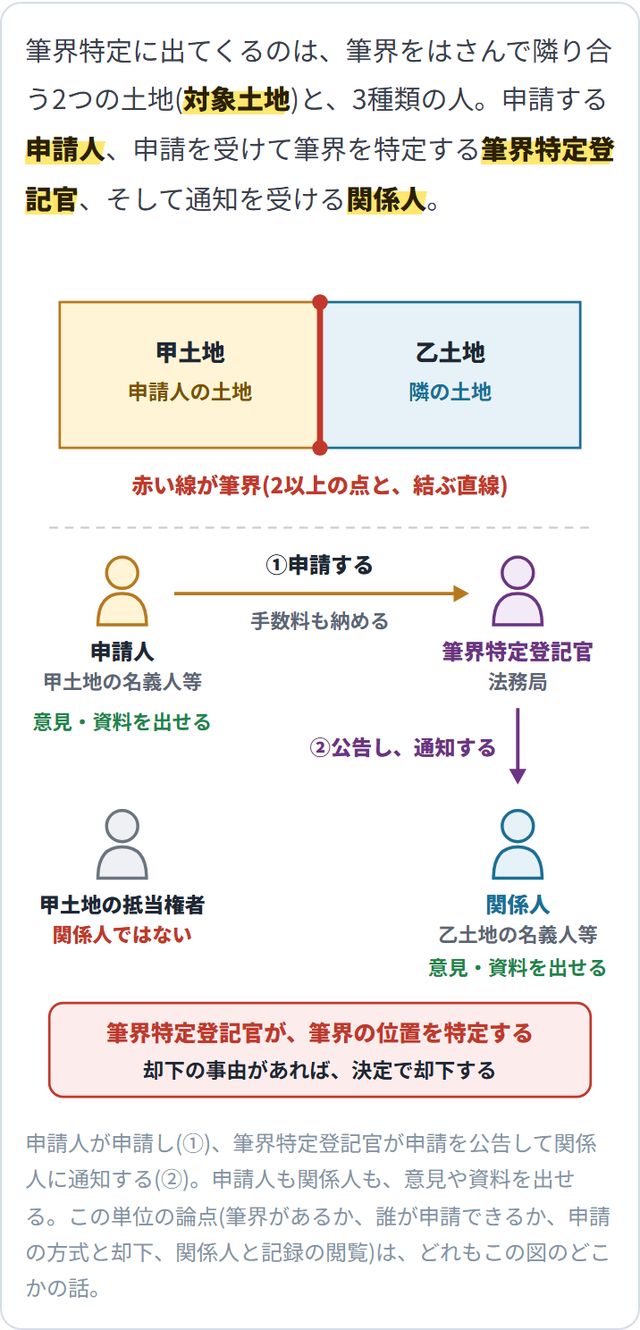 筆界特定に出てくるのは、筆界をはさんで隣り合
う2つの土地(対象土地)と、3種類の人。申請する
申請人、申請を受けて筆界を特定する筆界特定登
記官、そして通知を受ける関係人。
甲土地
申請人の土地
乙土地
隣の土地
赤い線が筆界(2以上の点と、結ぶ直線)
①申請する
手数料も納める
申請人
甲土地の名義人等
意見・資料を出せる
筆界特定登記官
法務局
②公告し、通知する
甲土地の抵当権者
関係人ではない
関係人
乙土地の名義人等
意見・資料を出せる
筆界特定登記官が、筆界の位置を特定する
却下の事由があれば、決定で却下する
申請人が申請し(①)、筆界特定登記官が申請を公告して関係
人に通知する(②)。申請人も関係人も、意見や資料を出せ
る。この単位の論点(筆界があるか、誰が申請できるか、申請
の方式と却下、関係人と記録の閲覧)は、どれもこの図のどこ
かの話。